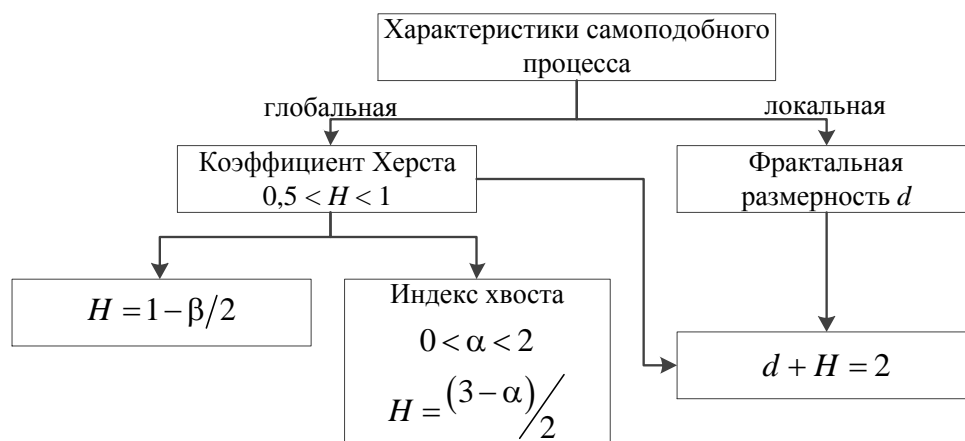 Характеристики самоподобного
процесса
глобальная
локальная
Коэффициент Херста
0,5 < H < 1
Фрактальная
размерность d
H = 1 − β/2
Индекс хвоста
0 < α < 2
H = (3 − α)/2
d + H = 2